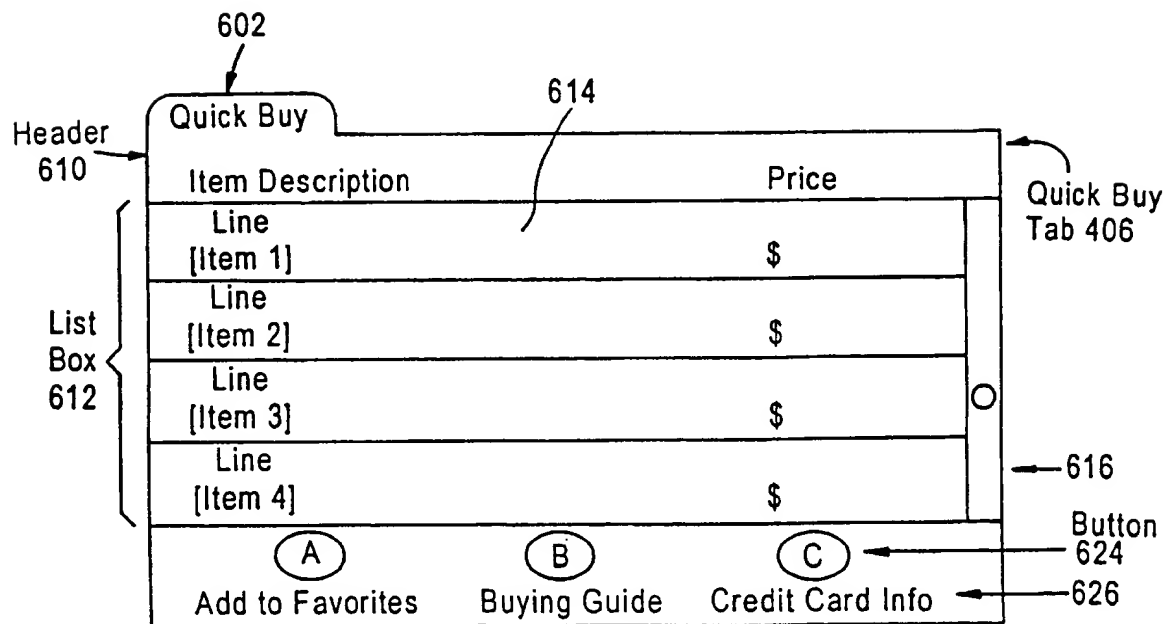 602
Quick Buy
614
Header
610
Item Description
Price
Quick Buy
Tab 406
Line
[Item 1]
$
Line
[Item 2]
$
List
Box
612
Line
[Item 3]
$
Line
[Item 4]
$
616
A
B
C
Button
624
Add to Favorites
Buying Guide
Credit Card Info
626